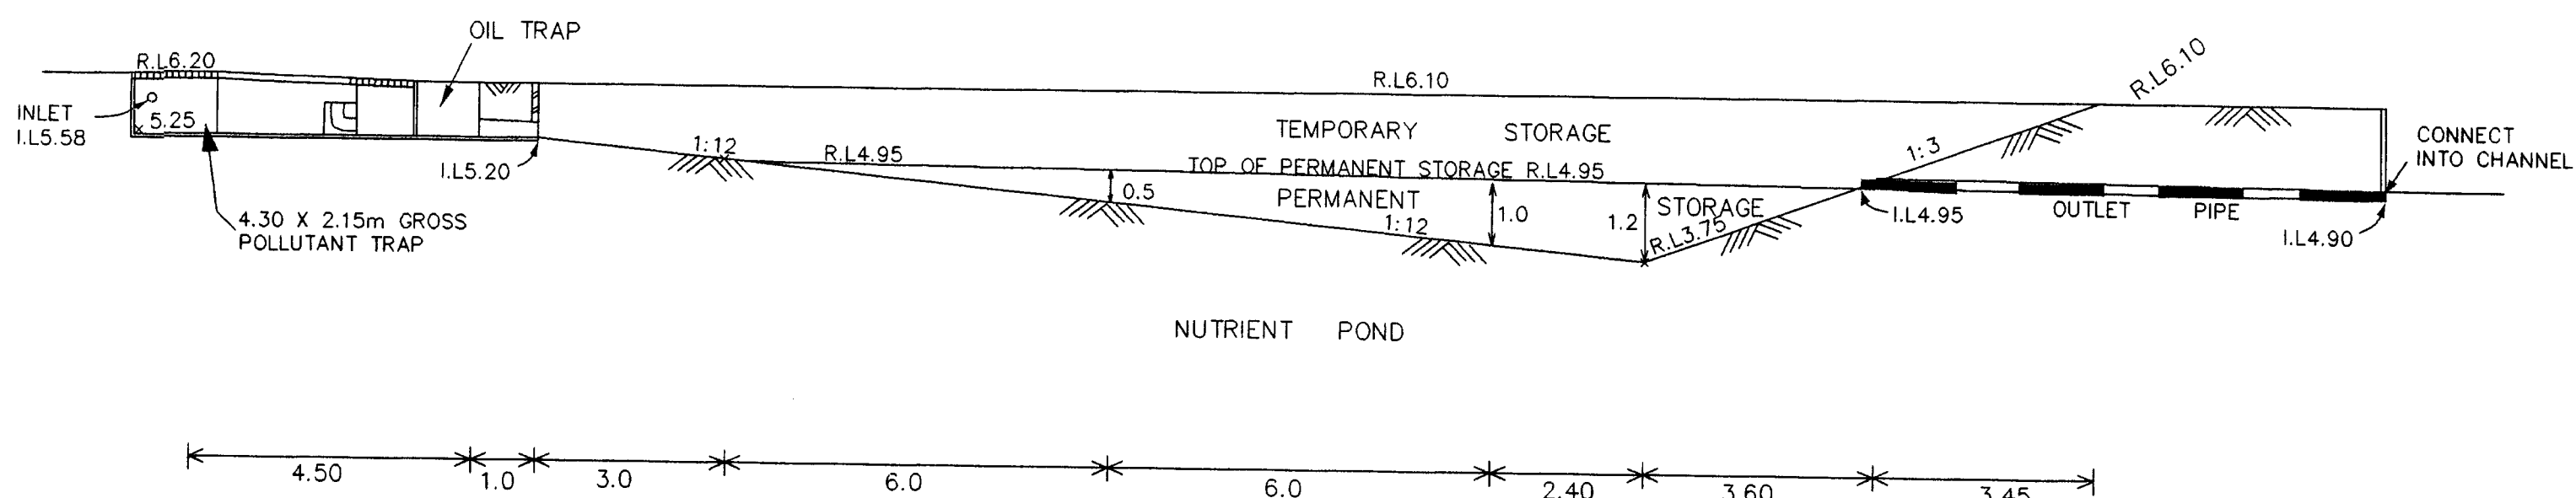 OIL TRAP
R.L6.20
R.L6.10
R.L6.10
INLET
I.L5.58
5.25
TEMPORARY STORAGE
1:3
CONNECT
INTO CHANNEL
1:12
R.L4.95
I.L5.20
TOP OF PERMANENT STORAGE R.L4.95
0.5
PERMANENT
STORAGE
1:12
1.0
1.2
R.L3.75
I.L4.95
OUTLET PIPE
I.L4.90
4.30 X 2.15m GROSS
POLLUTANT TRAP
NUTRIENT POND
4.50
1.0
3.0
6.0
6.0
2.40
3.60
3.45